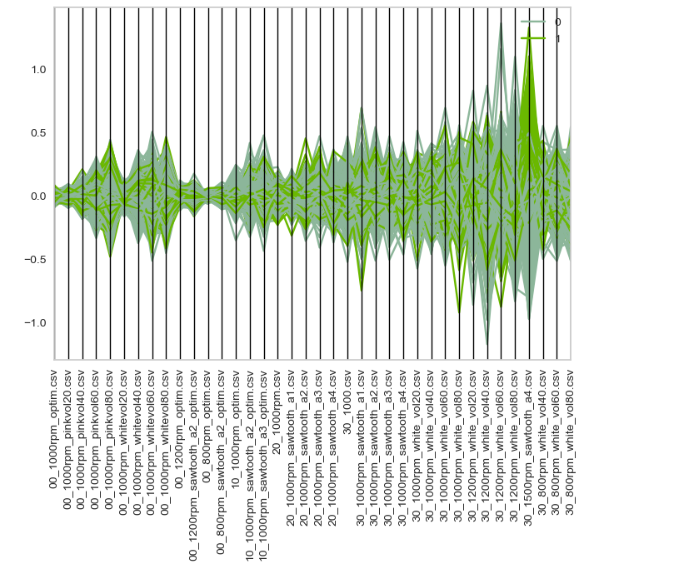 0
1
1.0
0.5
0.0
−0.5
−1.0
00_1000rpm_optim.csv
00_1000rpm_pinkvol20.csv
00_1000rpm_pinkvol40.csv
00_1000rpm_pinkvol60.csv
00_1000rpm_pinkvol80.csv
00_1000rpm_whitevol20.csv
00_1000rpm_whitevol40.csv
00_1000rpm_whitevol60.csv
00_1000rpm_whitevol80.csv
00_1200rpm_optim.csv
00_1200rpm_sawtooth_a2_optim.csv
00_800rpm_optim.csv
00_800rpm_sawtooth_a2_optim.csv
10_1000rpm_optim.csv
10_1000rpm_sawtooth_a2_optim.csv
10_1000rpm_sawtooth_a3_optim.csv
20_1000rpm.csv
20_1000rpm_sawtooth_a1.csv
20_1000rpm_sawtooth_a2.csv
20_1000rpm_sawtooth_a3.csv
20_1000rpm_sawtooth_a4.csv
30_1000.csv
30_1000rpm_sawtooth_a1.csv
30_1000rpm_sawtooth_a2.csv
30_1000rpm_sawtooth_a3.csv
30_1000rpm_sawtooth_a4.csv
30_1000rpm_white_vol20.csv
30_1000rpm_white_vol40.csv
30_1000rpm_white_vol60.csv
30_1000rpm_white_vol80.csv
30_1200rpm_white_vol20.csv
30_1200rpm_white_vol40.csv
30_1200rpm_white_vol60.csv
30_1200rpm_white_vol80.csv
30_1500rpm_sawtooth_a4.csv
30_800rpm_white_vol40.csv
30_800rpm_white_vol60.csv
30_800rpm_white_vol80.csv